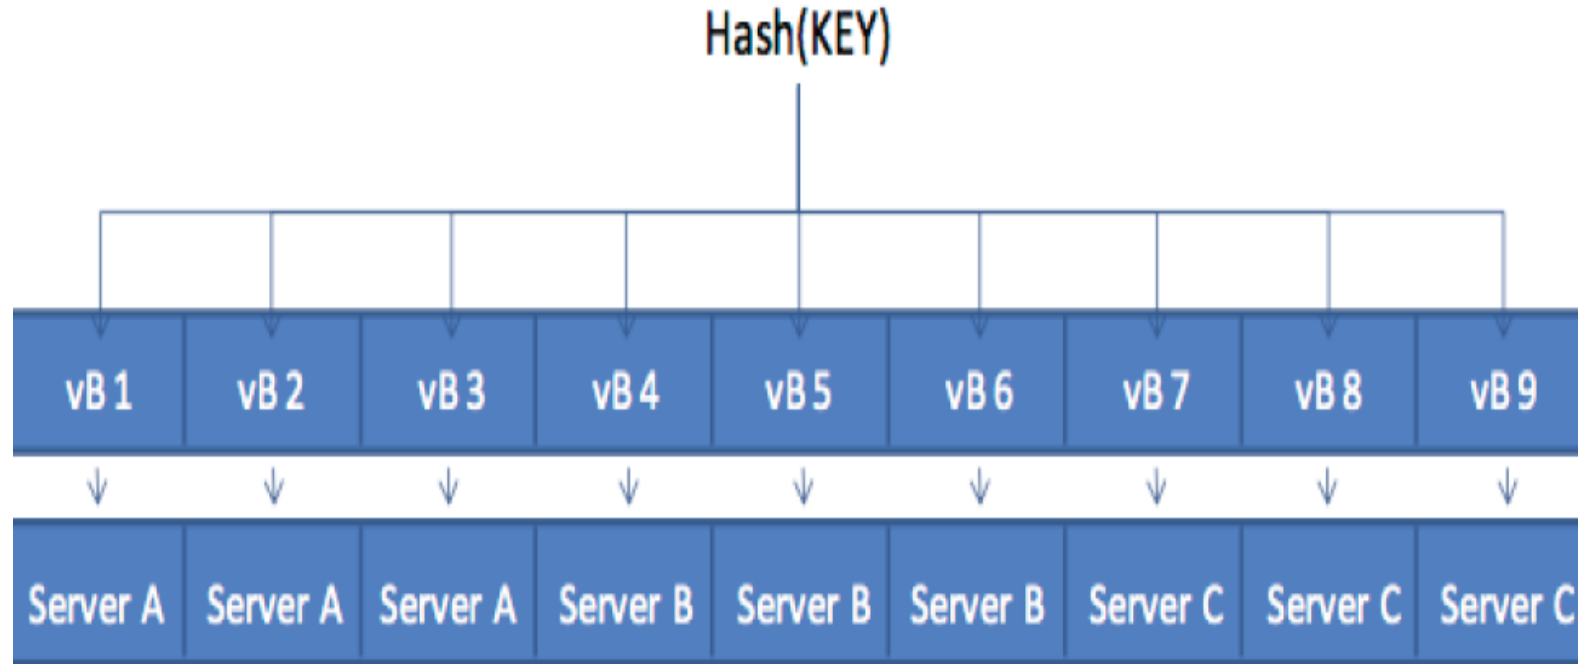 Hash(KEY)
vB 1 vB 2 vB 3 vB 4 vB 5 vB 6 vB 7 vB 8 vB 9
Server A Server A Server A Server B Server B Server B Server C Server C Server C